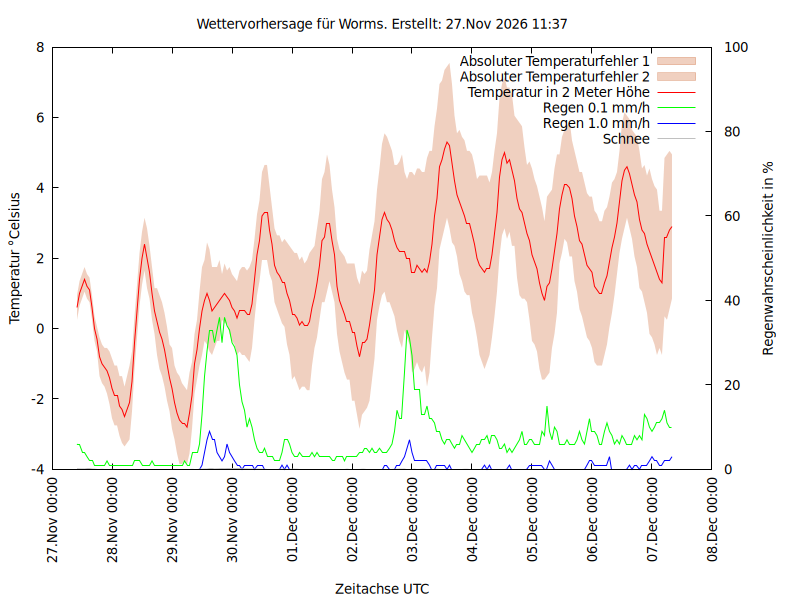 Wettervorhersage für Worms. Erstellt: 27.Nov 2026 11:37
Absoluter Temperaturfehler 1
Absoluter Temperaturfehler 2
Temperatur in 2 Meter Höhe
Regen 0.1 mm/h
Regen 1.0 mm/h
Schnee
Temperatur °Celsius
8
6
4
2
0
-2
-4
Regenwahrscheinlichkeit in %
100
80
60
40
20
0
27.Nov 00:00
28.Nov 00:00
29.Nov 00:00
30.Nov 00:00
01.Dec 00:00
02.Dec 00:00
03.Dec 00:00
04.Dec 00:00
05.Dec 00:00
06.Dec 00:00
07.Dec 00:00
08.Dec 00:00
Zeitachse UTC